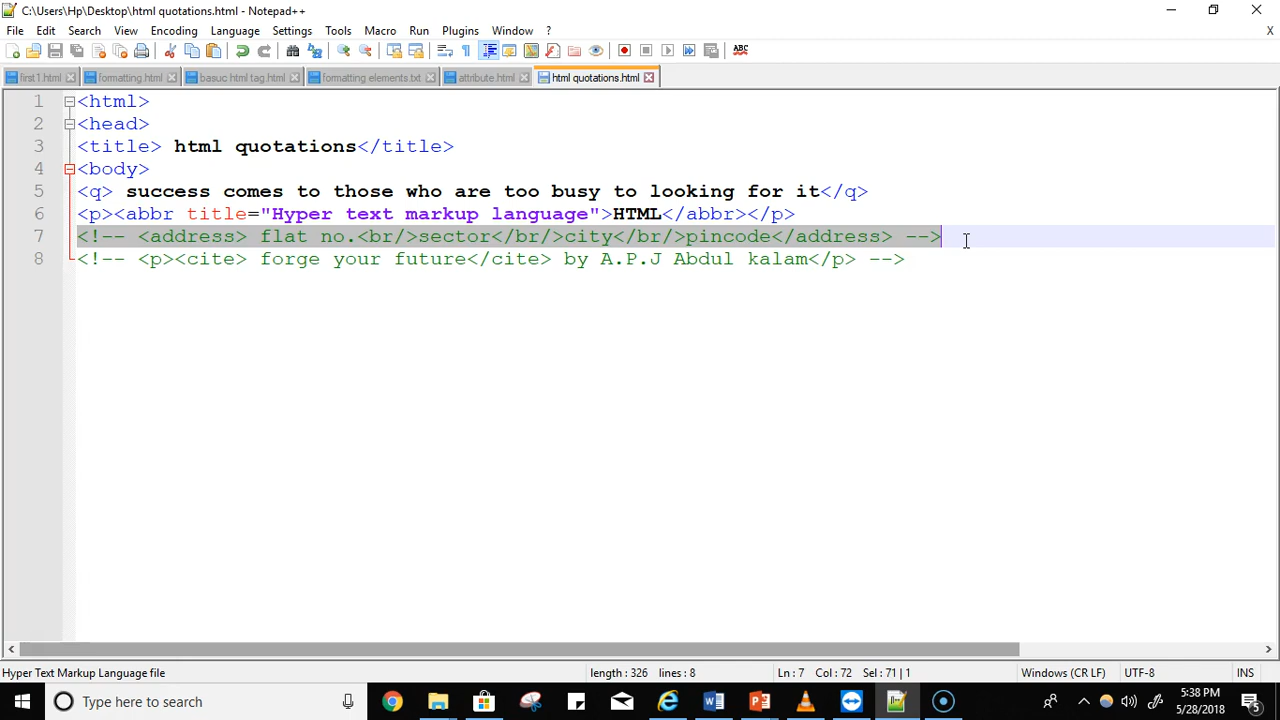 C:\Users\Hp\Desktop\html quotations.html - Notepad++
File Edit Search View Encoding Language Settings Tools Macro Run Plugins Window ? X
first1.html formatting.html basuc html tag.html formatting elements.txt attribute.html html quotations.html
1 <html>
2 <head>
3 <title> html quotations</title>
4 <body>
5 <q> success comes to those who are too busy to looking for it</q>
6 <p><abbr title="Hyper text markup language">HTML</abbr></p>
7 <!-- <address> flat no.<br/>sector</br/>city</br/>pincode</address> -->
8 <!-- <p><cite> forge your future</cite> by A.P.J Abdul kalam</p> -->
Hyper Text Markup Language file length : 326 lines : 8 Ln : 7 Col : 72 Sel : 71 | 1 Windows (CR LF) UTF-8 INS
Type here to search
5:38 PM
5/28/2018
5